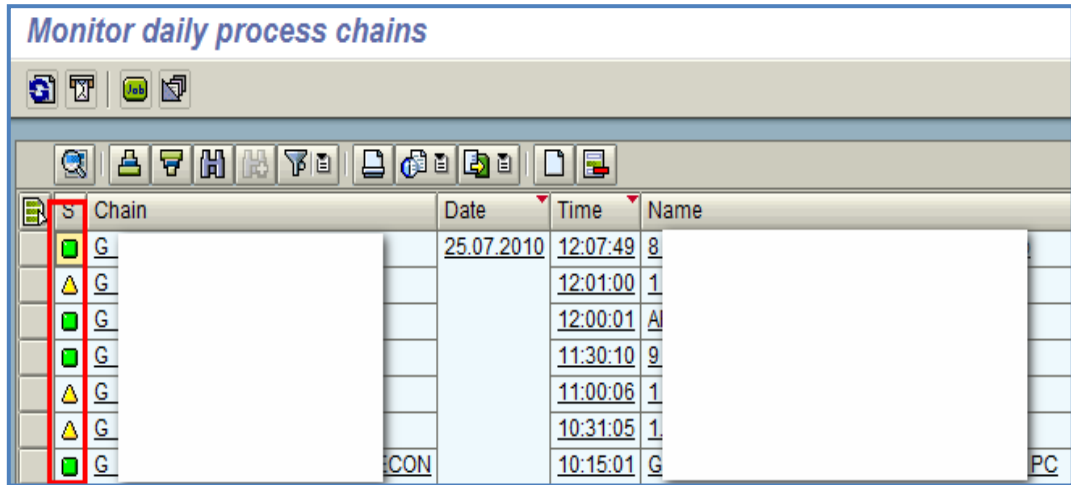 Monitor daily process chains
Job
S Chain Date Time Name
G 25.07.2010 12:07:49 8
G 12:01:00 1
G 12:00:01
G 11:30:10 9
G 11:00:06 1
G 10:31:05 1.
G ECON 10:15:01 G PC